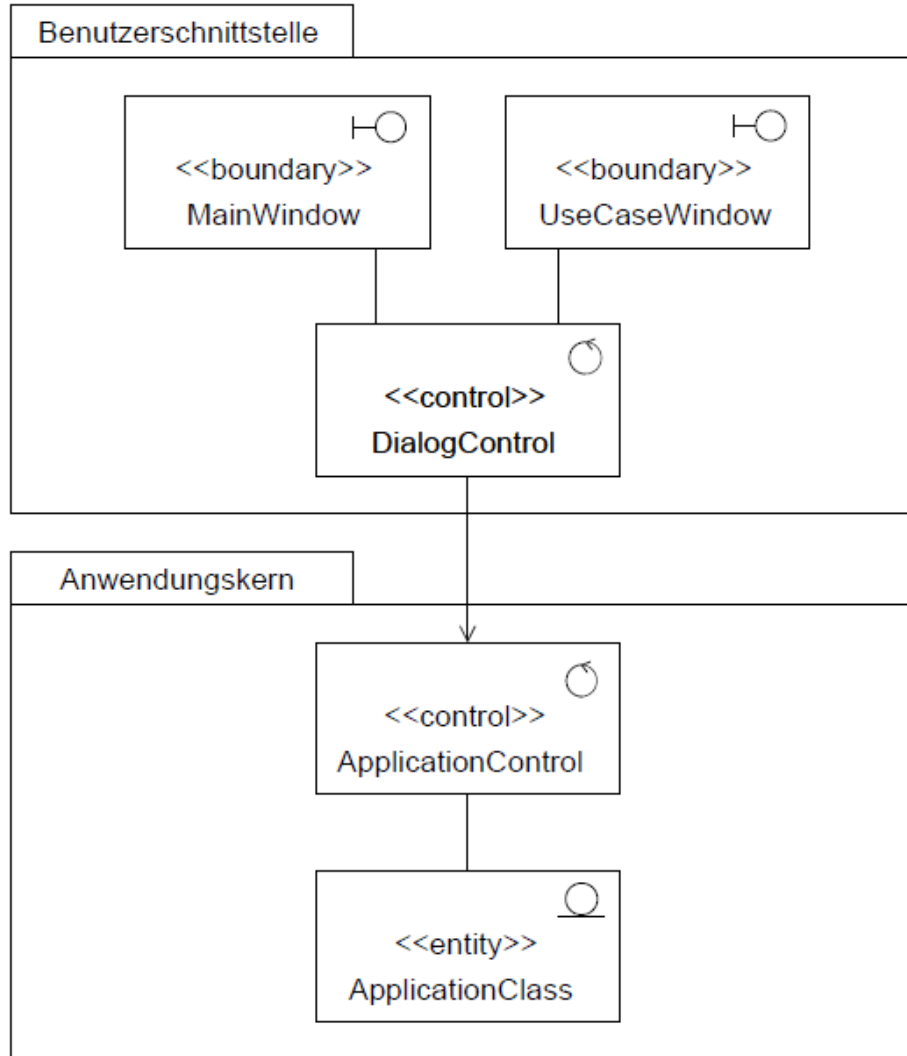 Benutzerschnittstelle
<<boundary>>
MainWindow
<<boundary>>
UseCaseWindow
<<control>>
DialogControl
Anwendungskern
<<control>>
ApplicationControl
<<entity>>
ApplicationClass